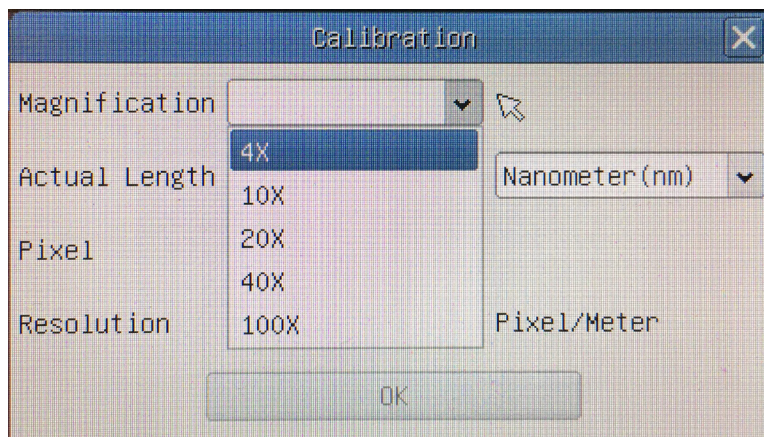 Calibration
Magnification
4X
Actual Length
Nanometer(nm)
10X
Pixel
20X
40X
Resolution
100X
Pixel/Meter
OK